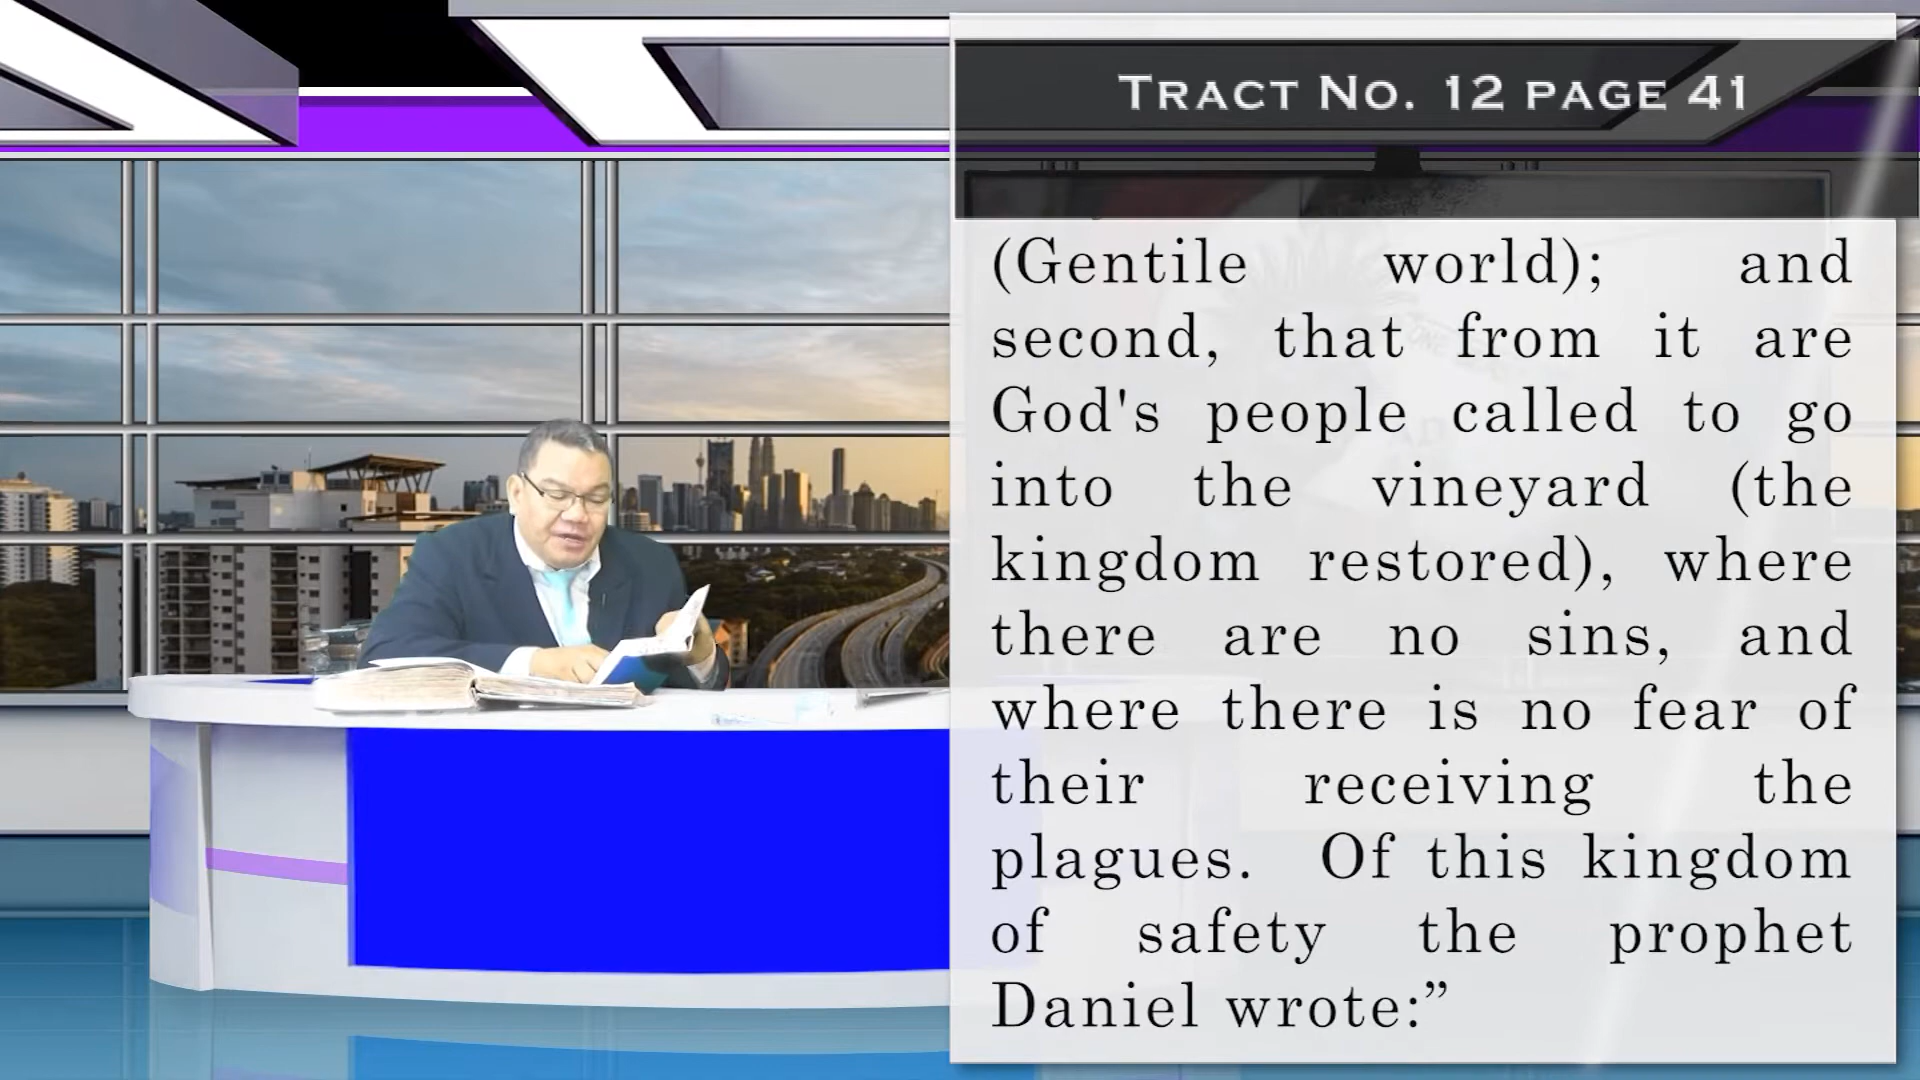 TRACT NO. 12 PAGE 41
(Gentile world); and
second, that from it are
God's people called to go
into the vineyard (the
kingdom restored), where
there are no sins, and
where there is no fear of
their receiving the
plagues. Of this kingdom
of safety the prophet
Daniel wrote:”